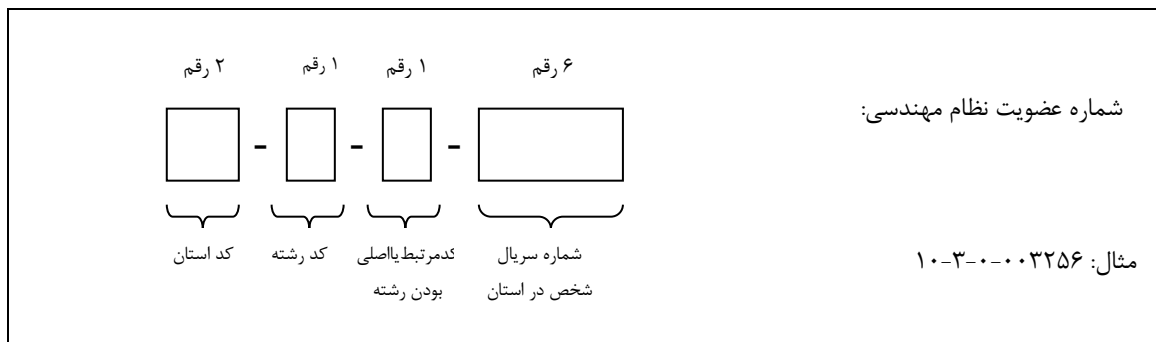 ۲ رقم
۱ رقم
۱ رقم
۶ رقم
شماره عضویت نظام مهندسی:
- - -
کد استان
کد رشته
کدمرتبط‌یااصلی
بودن رشته
شماره سریال
شخص در استان
مثال: ۱۰-۳-۰-۰۰۳۲۵۶